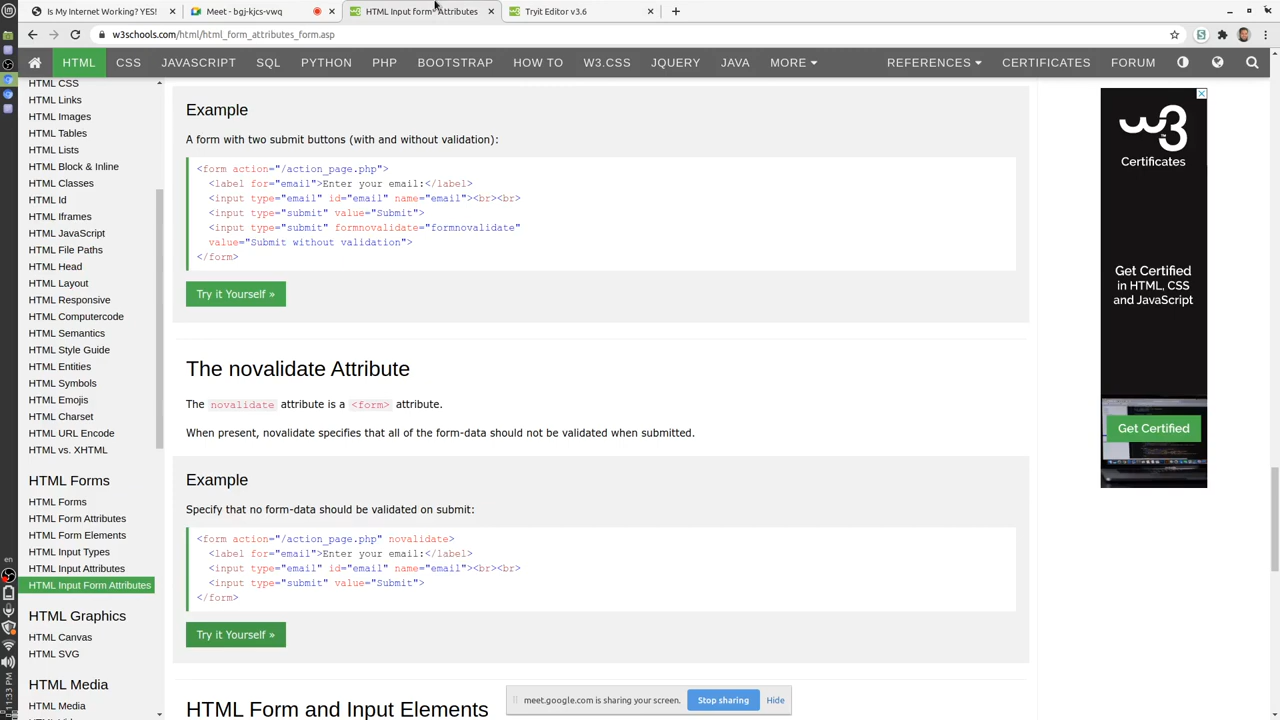 Is My Internet Working? YES!
Meet - bgj-kjcs-vwq
HTML Input form* Attributes
Tryit Editor v3.6
w3schools.com/html/html_form_attributes_form.asp
HTML
CSS
JAVASCRIPT
SQL
PYTHON
PHP
BOOTSTRAP
HOW TO
W3.CSS
JQUERY
JAVA
MORE
REFERENCES
CERTIFICATES
FORUM
HTML CSS
HTML Links
HTML Images
HTML Tables
HTML Lists
HTML Block & Inline
HTML Classes
HTML Id
HTML Iframes
HTML JavaScript
HTML File Paths
HTML Head
HTML Layout
HTML Responsive
HTML Computercode
HTML Semantics
HTML Style Guide
HTML Entities
HTML Symbols
HTML Emojis
HTML Charset
HTML URL Encode
HTML vs. XHTML
HTML Forms
HTML Forms
HTML Form Attributes
HTML Form Elements
HTML Input Types
HTML Input Attributes
HTML Input Form Attributes
HTML Graphics
HTML Canvas
HTML SVG
HTML Media
HTML Media
Example
A form with two submit buttons (with and without validation):
<form action="/action_page.php">
<label for="email">Enter your email:</label>
<input type="email" id="email" name="email"><br><br>
<input type="submit" value="Submit">
<input type="submit" formnovalidate="formnovalidate"
value="Submit without validation">
</form>
Try it Yourself »
The novalidate Attribute
The novalidate attribute is a <form> attribute.
When present, novalidate specifies that all of the form-data should not be validated when submitted.
Example
Specify that no form-data should be validated on submit:
<form action="/action_page.php" novalidate>
<label for="email">Enter your email:</label>
<input type="email" id="email" name="email"><br><br>
<input type="submit" value="Submit">
</form>
Try it Yourself »
HTML Form and Input Elements
w3
Certificates
Get Certified
in HTML, CSS
and JavaScript
Get Certified
meet.google.com is sharing your screen.
Stop sharing
Hide
en
11:33 PM